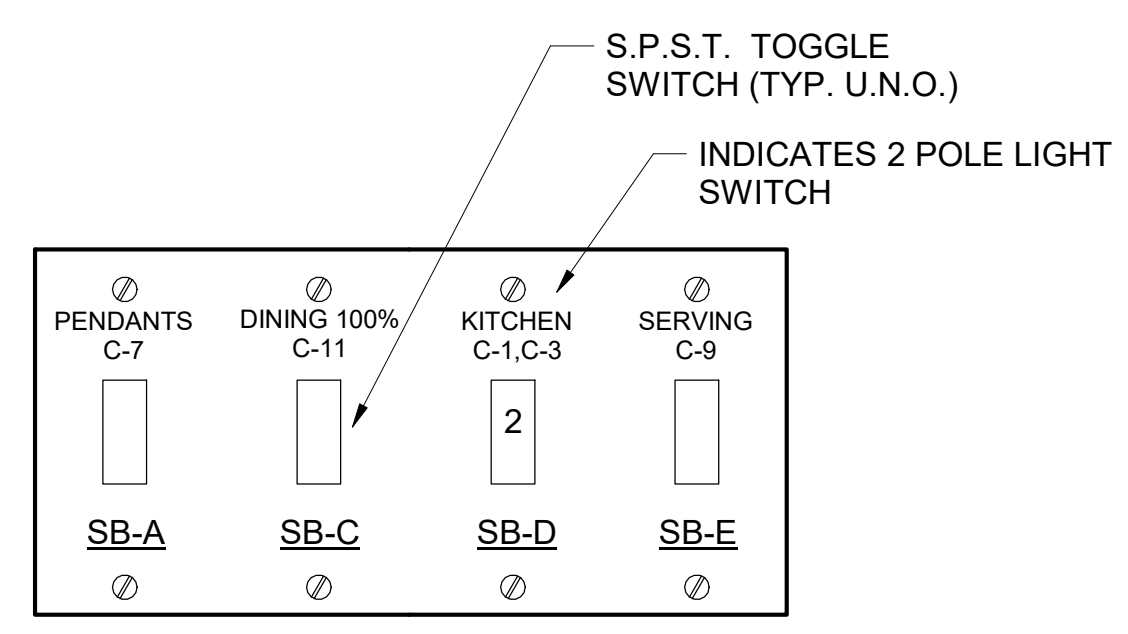 S.P.S.T. TOGGLE
SWITCH (TYP. U.N.O.)
INDICATES 2 POLE LIGHT
SWITCH
PENDANTS
C-7
DINING 100%
C-11
KITCHEN
C-1,C-3
SERVING
C-9
2
SB-A
SB-C
SB-D
SB-E